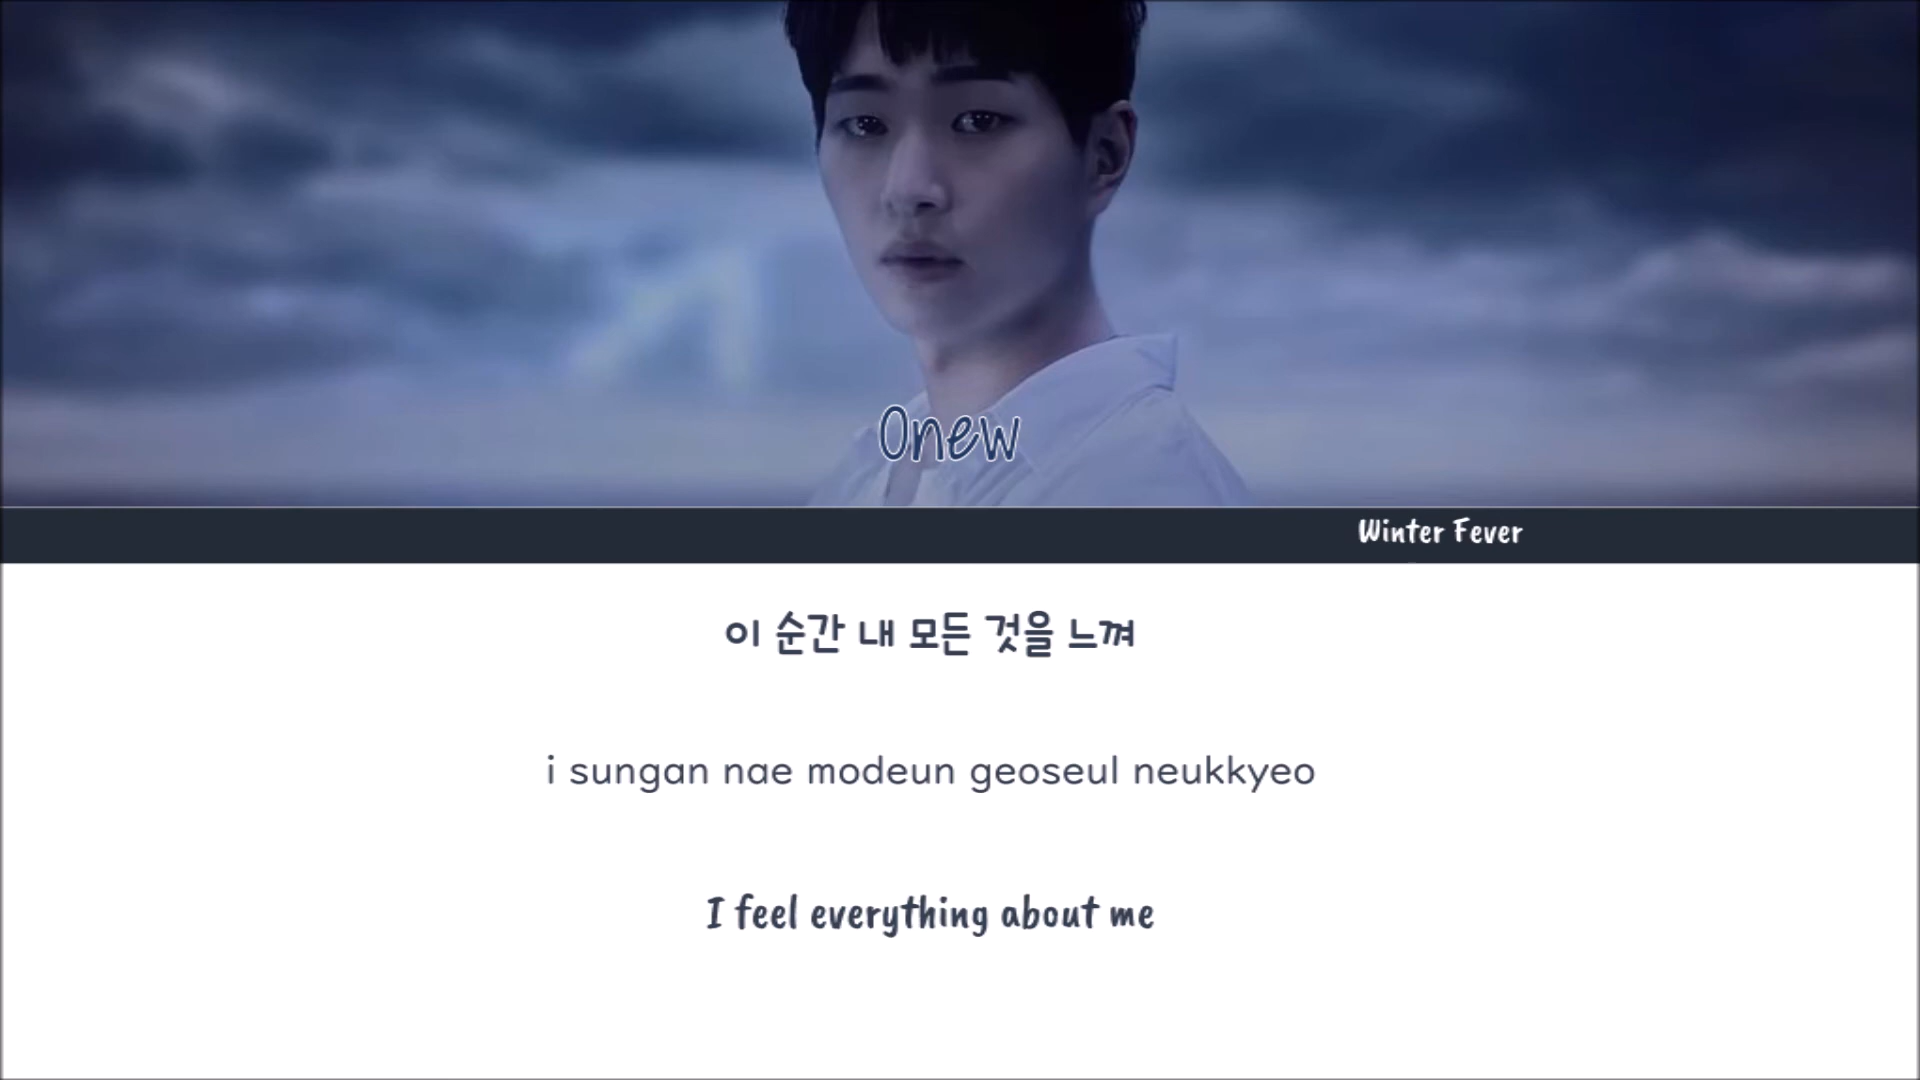 Onew
Winter Fever
이 순간 내 모든 것을 느껴
i sungan nae modeun geoseul neukkyeo
I feel everything about me